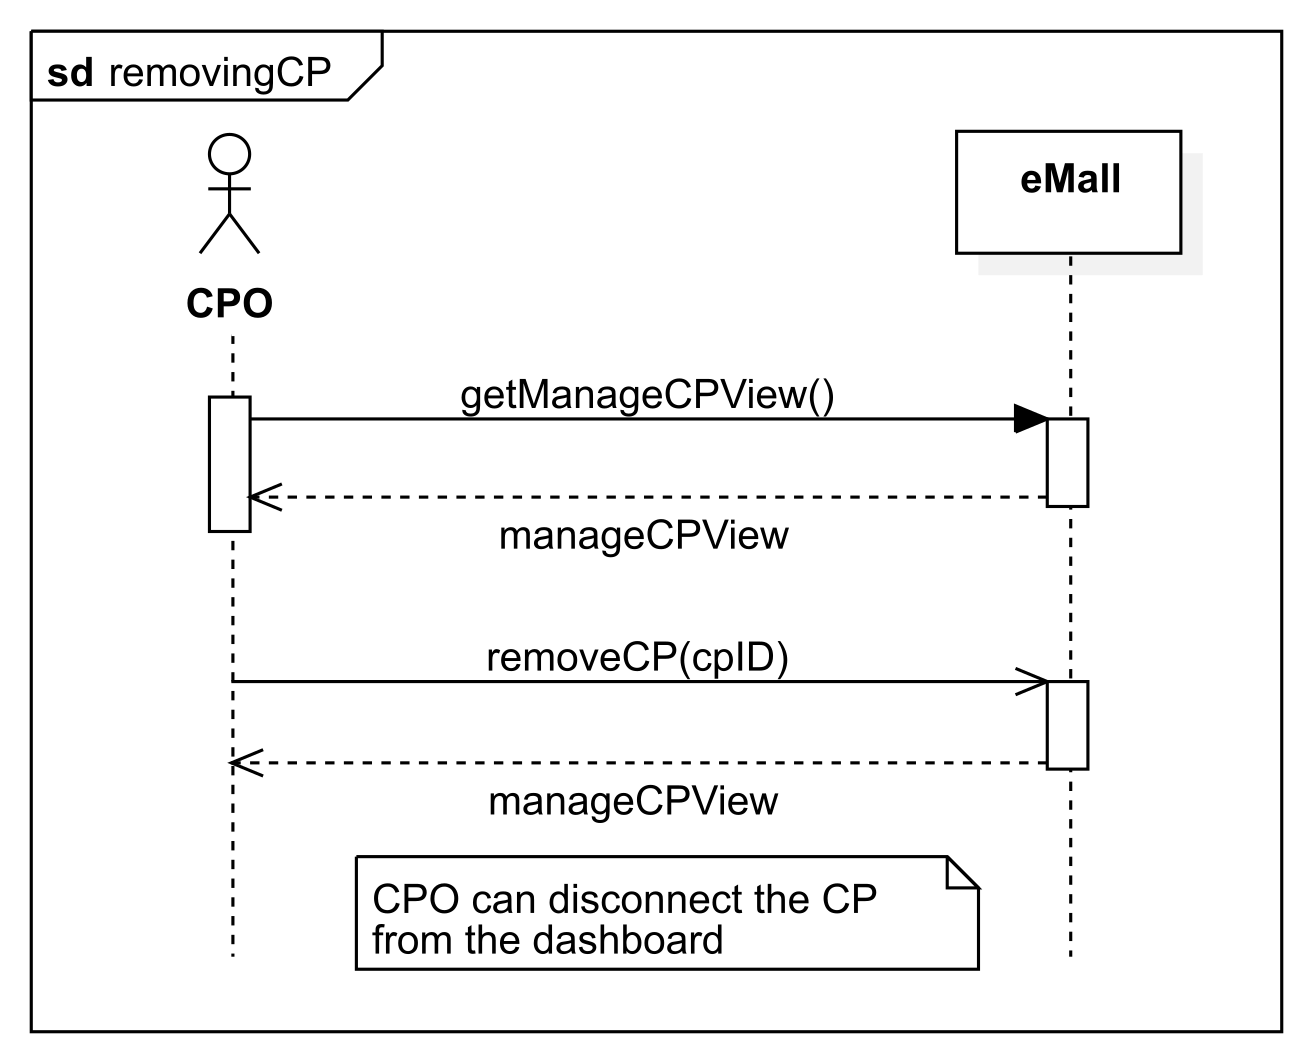 sd removingCP
eMall
CPO
getManageCPView()
manageCPView
removeCP(cpID)
manageCPView
CPO can disconnect the CP
from the dashboard